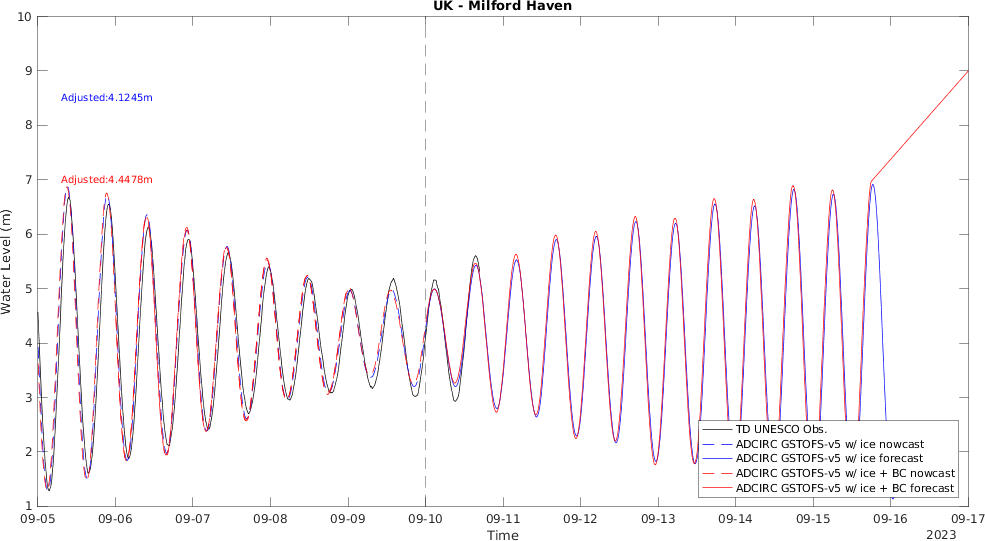 UK - Milford Haven
10
9
8
7
6
5
4
3
2
1
Water Level (m)
Adjusted:4.1245m
Adjusted:4.4478m
TD UNESCO Obs.
ADCIRC GSTOFS-v5 w/ ice nowcast
ADCIRC GSTOFS-v5 w/ ice forecast
ADCIRC GSTOFS-v5 w/ ice + BC nowcast
ADCIRC GSTOFS-v5 w/ ice + BC forecast
09-05 09-06 09-07 09-08 09-09 09-10 09-11 09-12 09-13 09-14 09-15 09-16 09-17
Time
2023